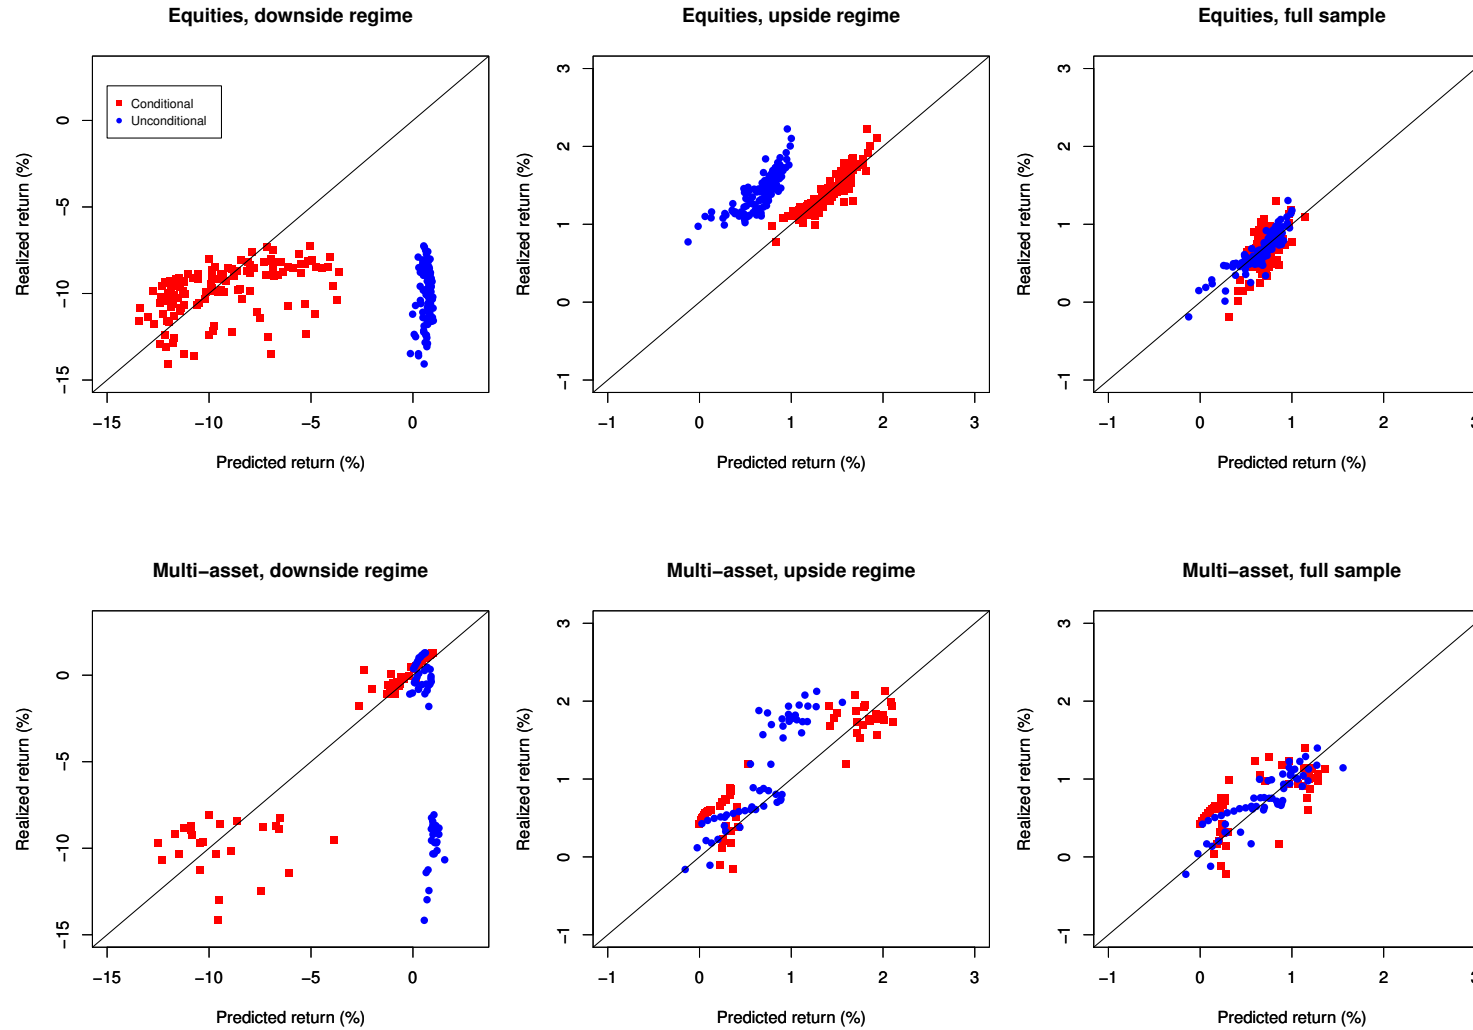 Equities, downside regime
Realized return (%)
0
−5
−10
−15
Conditional
Unconditional
−15
−10
−5
0
Predicted return (%)
Equities, upside regime
Realized return (%)
3
2
1
0
−1
−1
0
1
2
3
Predicted return (%)
Equities, full sample
Realized return (%)
3
2
1
0
−1
−1
0
1
2
3
Predicted return (%)
Multi−asset, downside regime
Realized return (%)
0
−5
−10
−15
−15
−10
−5
0
Predicted return (%)
Multi−asset, upside regime
Realized return (%)
3
2
1
0
−1
−1
0
1
2
3
Predicted return (%)
Multi−asset, full sample
Realized return (%)
3
2
1
0
−1
−1
0
1
2
3
Predicted return (%)